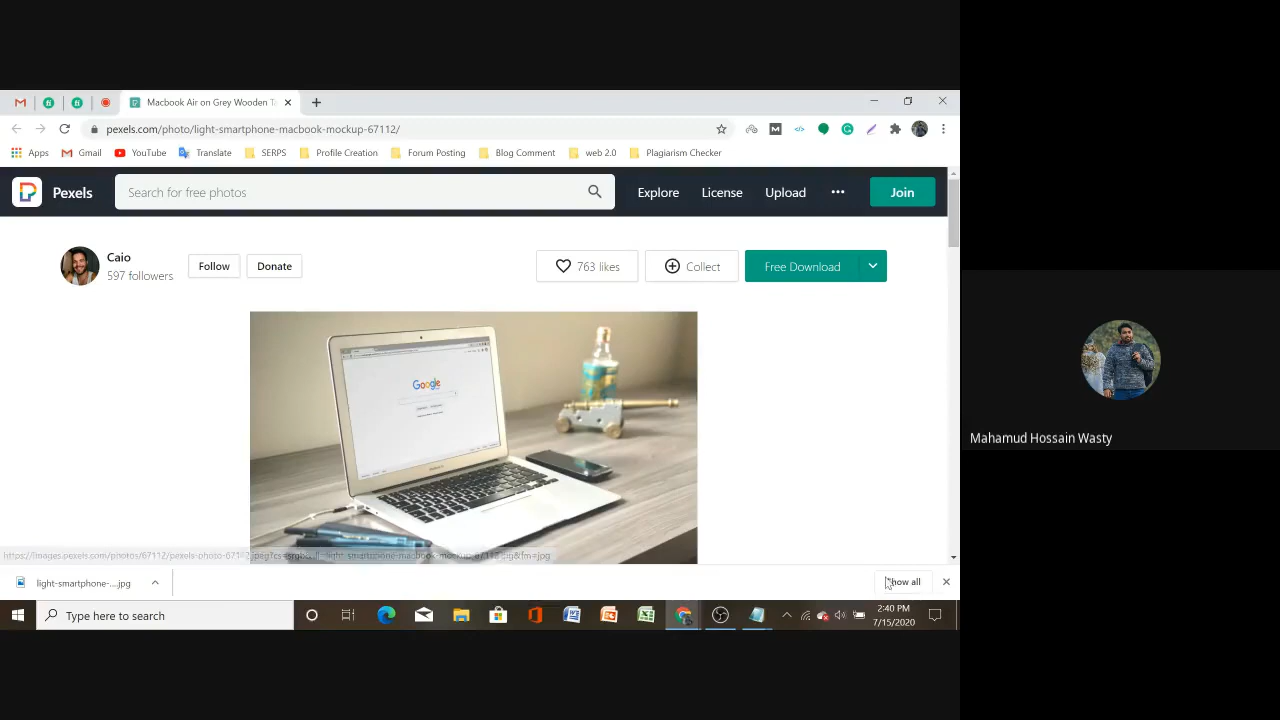 Macbook Air on Grey Wooden Ta
pexels.com/photo/light-smartphone-macbook-mockup-67112/
Apps Gmail YouTube Translate SERPS Profile Creation Forum Posting Blog Comment web 2.0 Plagiarism Checker
Pexels Search for free photos Explore License Upload Join
Caio
597 followers
Follow Donate 763 likes Collect Free Download
Google
Mahamud Hossain Wasty
light-smartphone-....jpg Show all
Type here to search
2:40 PM
7/15/2020